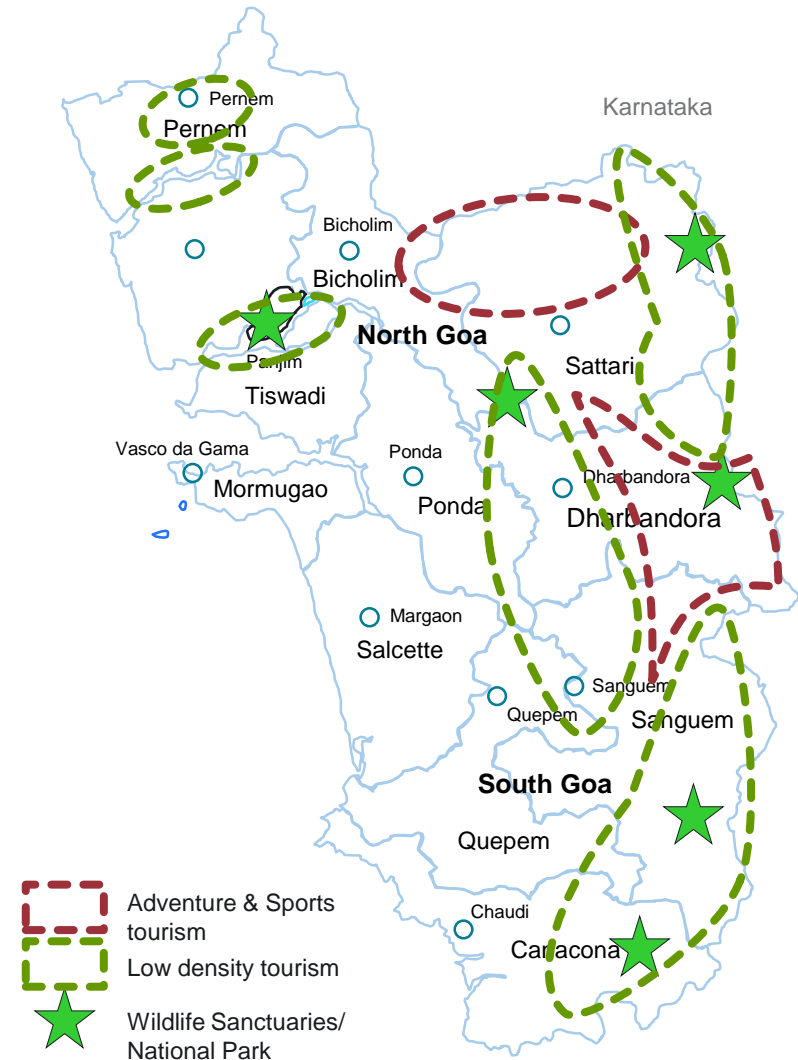 Pernem
Pernem
Karnataka
Bicholim
Bicholim
North Goa
Sattari
Panjim
Tiswadi
Vasco da Gama
Mormugao
Ponda
Ponda
Dharbandora
Dharbandora
Margaon
Salcette
Sanguem
Quepem
Sanguem
South Goa
Quepem
Chaudi
Canacona
Adventure & Sports
tourism
Low density tourism
Wildlife Sanctuaries/
National Park